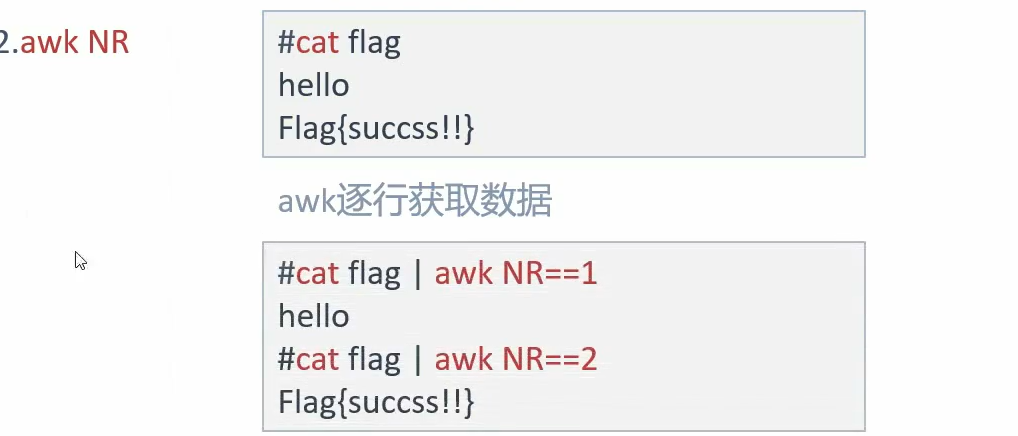 2.awk NR
#cat flag
hello
Flag{succss!!}
awk逐行获取数据
#cat flag | awk NR==1
hello
#cat flag | awk NR==2
Flag{succss!!}